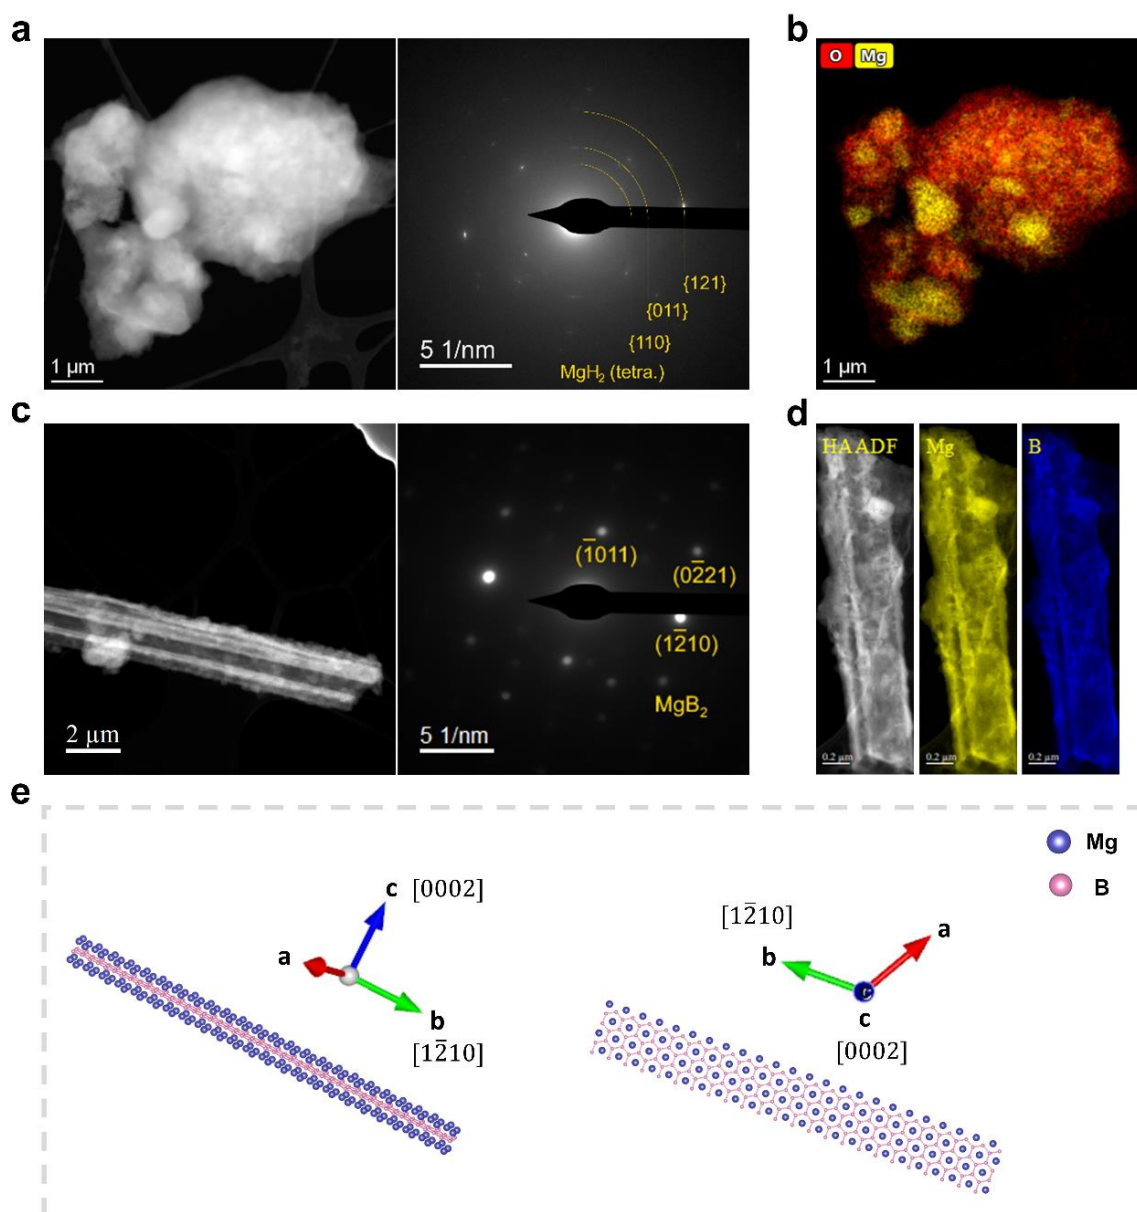 a
1 µm
{121}
{011}
{110}
MgH₂ (tetra.)
5 1/nm
b
O Mg
1 µm
c
2 µm
(1̅011)
(02̅21)
(12̅10)
MgB₂
5 1/nm
d
HAADF
0.2 µm
Mg
0.2 µm
B
0.2 µm
e
Mg
B
c [0002]
a
b
[12̅10]
[12̅10]
a
b
c
c
[0002]